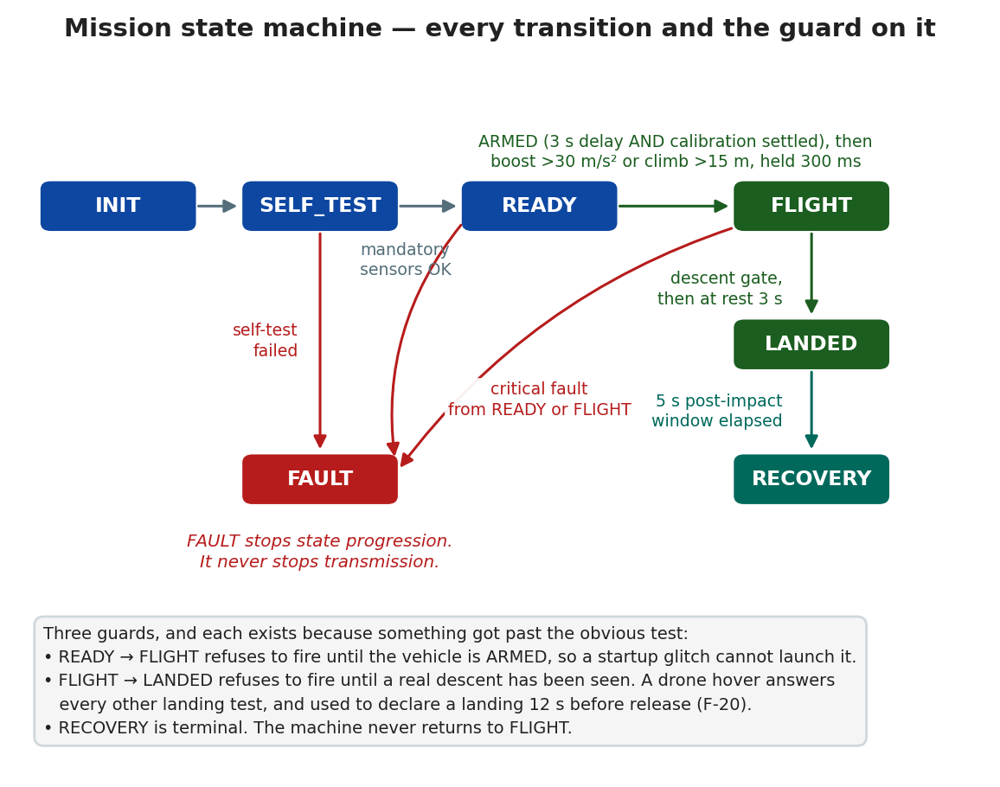 Mission state machine — every transition and the guard on it
ARMED (3 s delay AND calibration settled), then
boost >30 m/s² or climb >15 m, held 300 ms
INIT
SELF_TEST
READY
FLIGHT
mandatory
sensors OK
descent gate,
then at rest 3 s
self-test
failed
LANDED
critical fault
from READY or FLIGHT
5 s post-impact
window elapsed
FAULT
RECOVERY
FAULT stops state progression.
It never stops transmission.
Three guards, and each exists because something got past the obvious test:
• READY → FLIGHT refuses to fire until the vehicle is ARMED, so a startup glitch cannot launch it.
• FLIGHT → LANDED refuses to fire until a real descent has been seen. A drone hover answers
every other landing test, and used to declare a landing 12 s before release (F-20).
• RECOVERY is terminal. The machine never returns to FLIGHT.